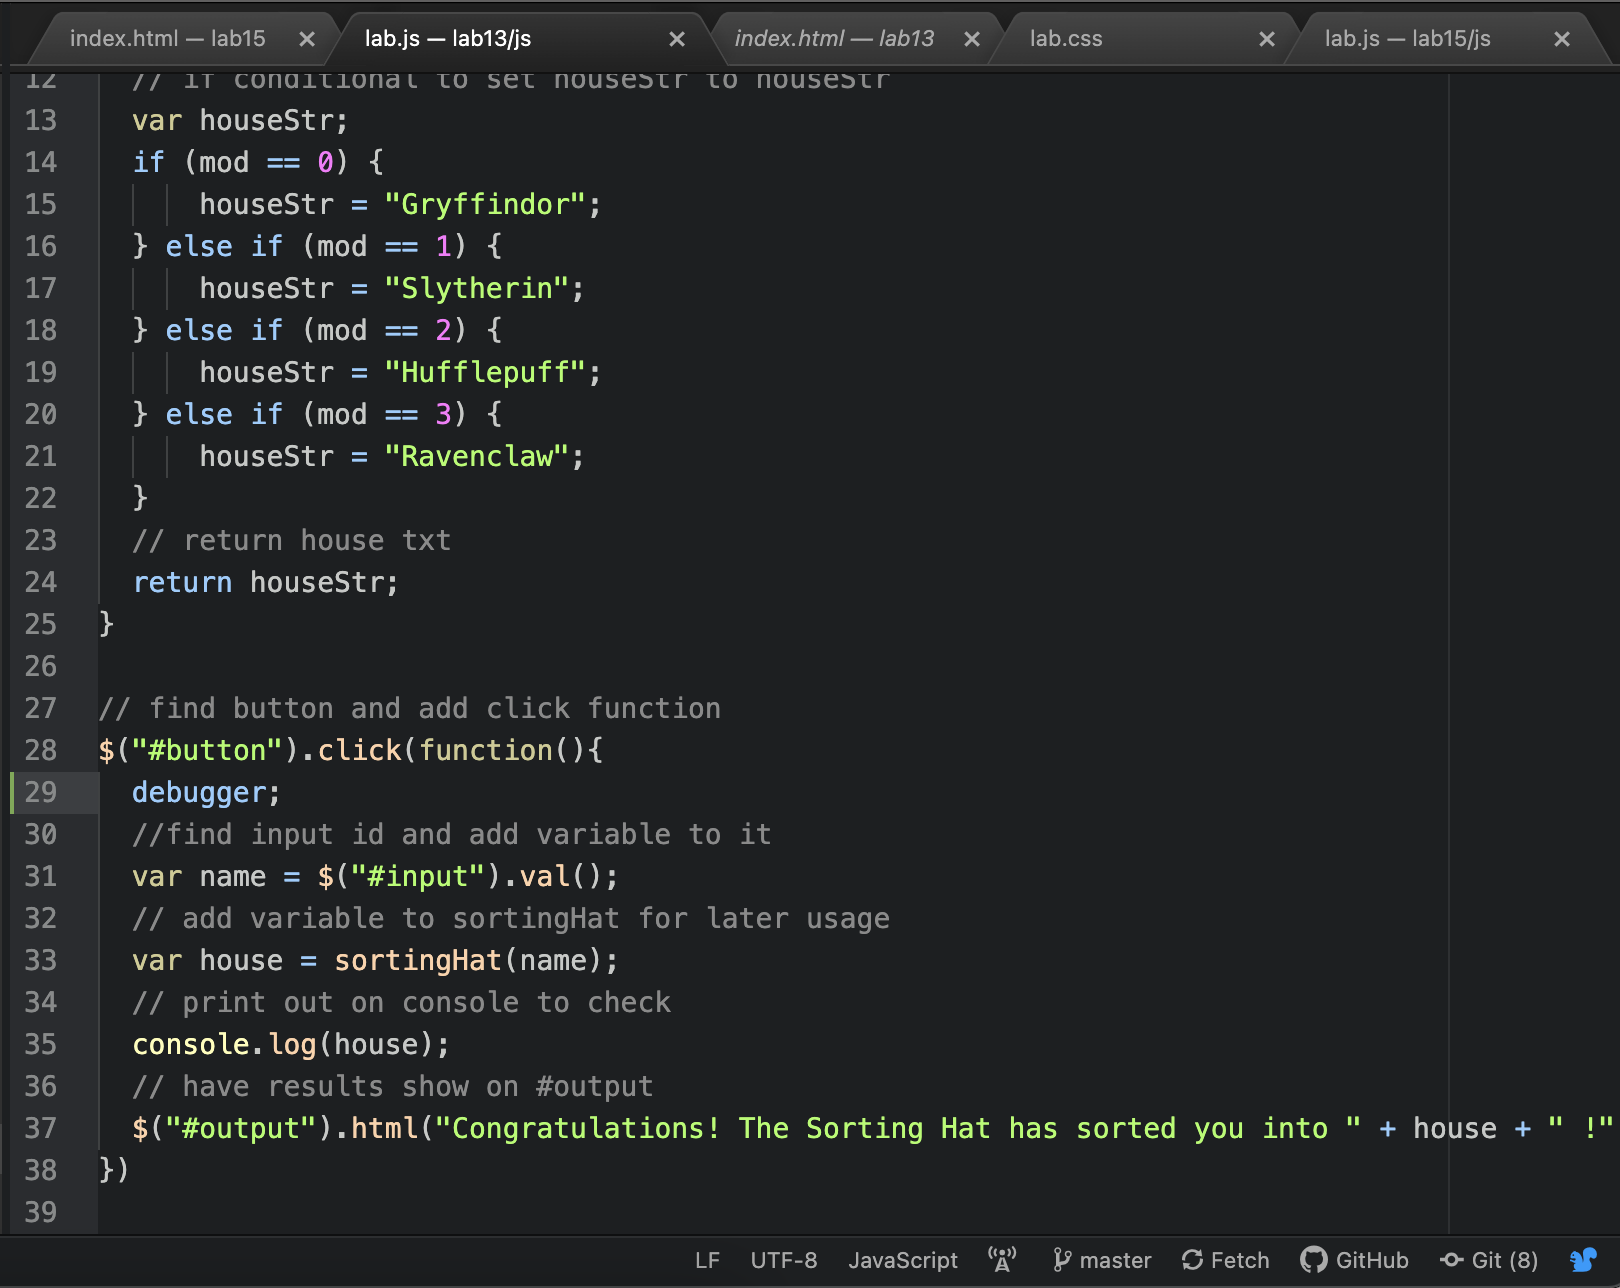 index.html — lab15
lab.js — lab13/js
index.html — lab13
lab.css
lab.js — lab15/js
12 // if conditional to set houseStr to houseStr
13 var houseStr;
14 if (mod == 0) {
15 houseStr = "Gryffindor";
16 } else if (mod == 1) {
17 houseStr = "Slytherin";
18 } else if (mod == 2) {
19 houseStr = "Hufflepuff";
20 } else if (mod == 3) {
21 houseStr = "Ravenclaw";
22 }
23 // return house txt
24 return houseStr;
25 }
26
27 // find button and add click function
28 $("#button").click(function(){
29 debugger;
30 //find input id and add variable to it
31 var name = $("#input").val();
32 // add variable to sortingHat for later usage
33 var house = sortingHat(name);
34 // print out on console to check
35 console.log(house);
36 // have results show on #output
37 $("#output").html("Congratulations! The Sorting Hat has sorted you into " + house + " !"
38 })
39
LF UTF-8 JavaScript master Fetch GitHub Git (8)